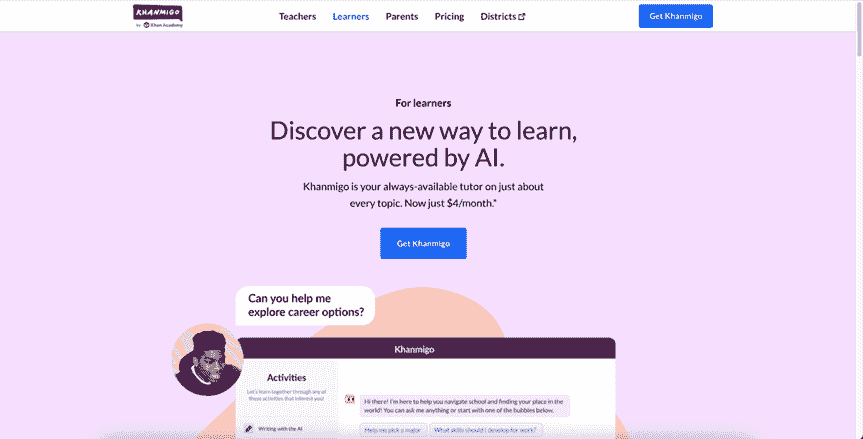 KHANMIGO
by Khan Academy
Teachers Learners Parents Pricing Districts
Get Khanmigo
For learners
Discover a new way to learn,
powered by AI.
Khanmigo is your always-available tutor on just about
every topic. Now just $4/month.*
Get Khanmigo
Can you help me
explore career options?
Khanmigo
Activities
Let's learn together through any of
these activities that interest you!
Writing with the AI
Hi there! I'm here to help you navigate school and finding your place in the
world! You can ask me anything or start with one of the bubbles below.
Help me pick a major
What skills should I develop for work?